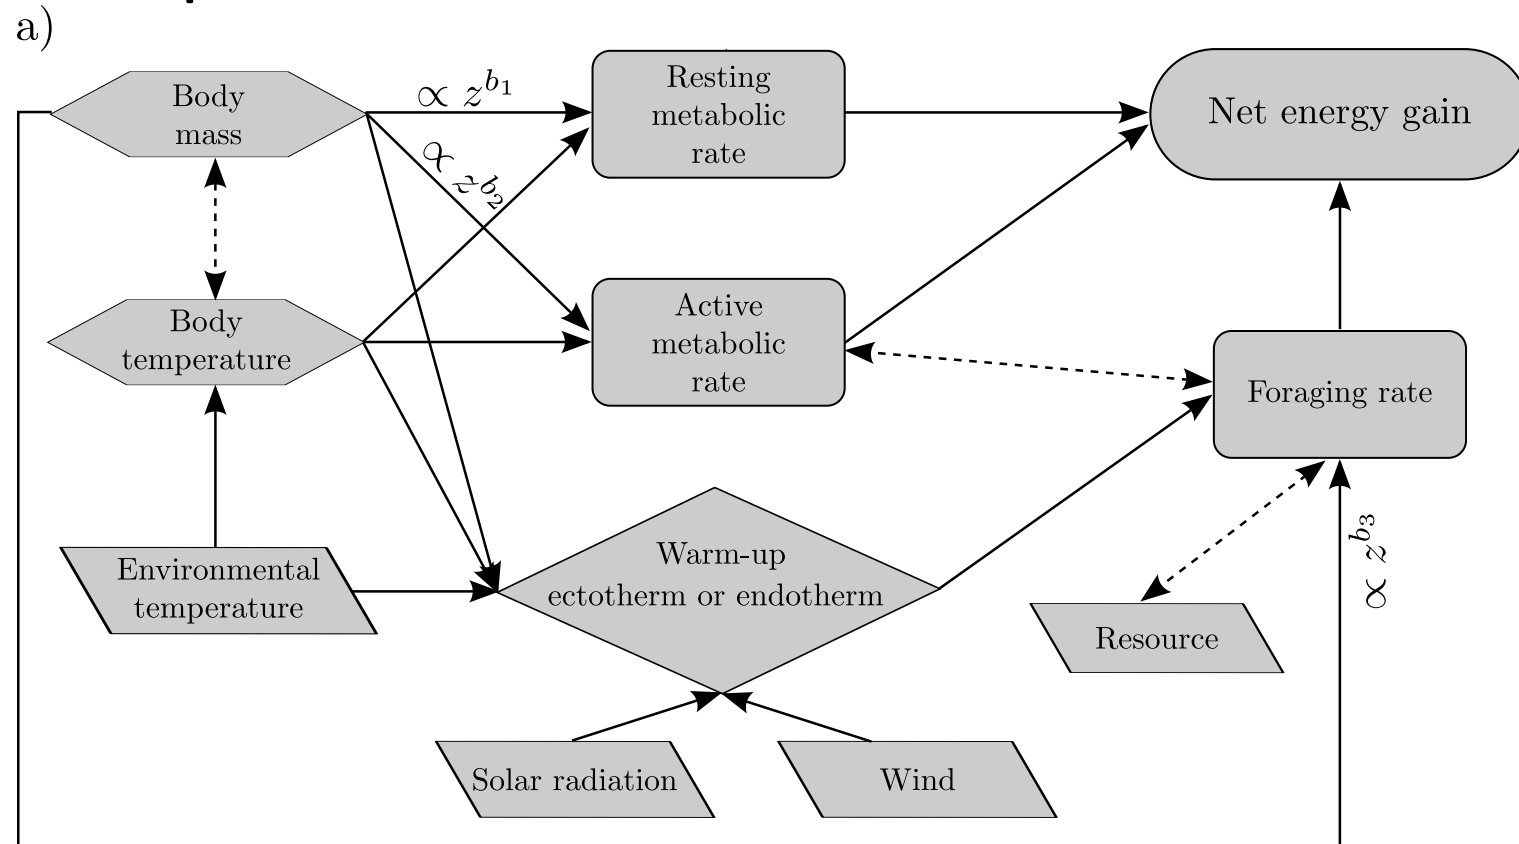 a)
Body
mass
∝ z^{b_1}
∝ z^{b_2}
Resting
metabolic
rate
Net energy gain
Body
temperature
Active
metabolic
rate
Foraging rate
Environmental
temperature
Warm-up
ectotherm or endotherm
∝ z^{b_3}
Resource
Solar radiation
Wind